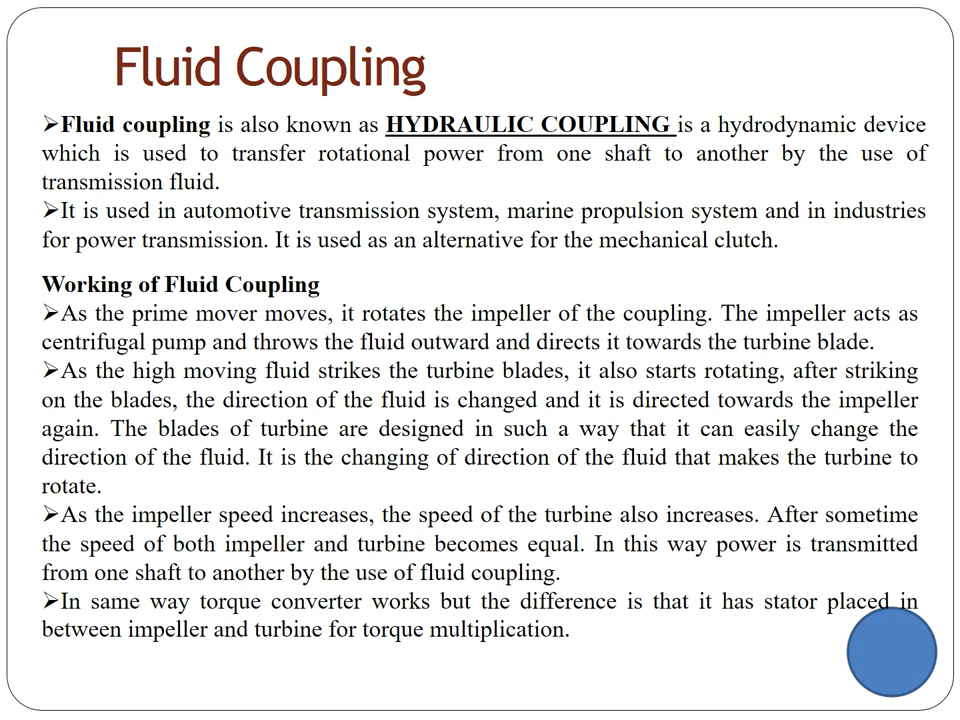 Fluid Coupling
➢Fluid coupling is also known as HYDRAULIC COUPLING is a hydrodynamic device
which is used to transfer rotational power from one shaft to another by the use of
transmission fluid.
➢It is used in automotive transmission system, marine propulsion system and in industries
for power transmission. It is used as an alternative for the mechanical clutch.
Working of Fluid Coupling
➢As the prime mover moves, it rotates the impeller of the coupling. The impeller acts as
centrifugal pump and throws the fluid outward and directs it towards the turbine blade.
➢As the high moving fluid strikes the turbine blades, it also starts rotating, after striking
on the blades, the direction of the fluid is changed and it is directed towards the impeller
again. The blades of turbine are designed in such a way that it can easily change the
direction of the fluid. It is the changing of direction of the fluid that makes the turbine to
rotate.
➢As the impeller speed increases, the speed of the turbine also increases. After sometime
the speed of both impeller and turbine becomes equal. In this way power is transmitted
from one shaft to another by the use of fluid coupling.
➢In same way torque converter works but the difference is that it has stator placed in
between impeller and turbine for torque multiplication.